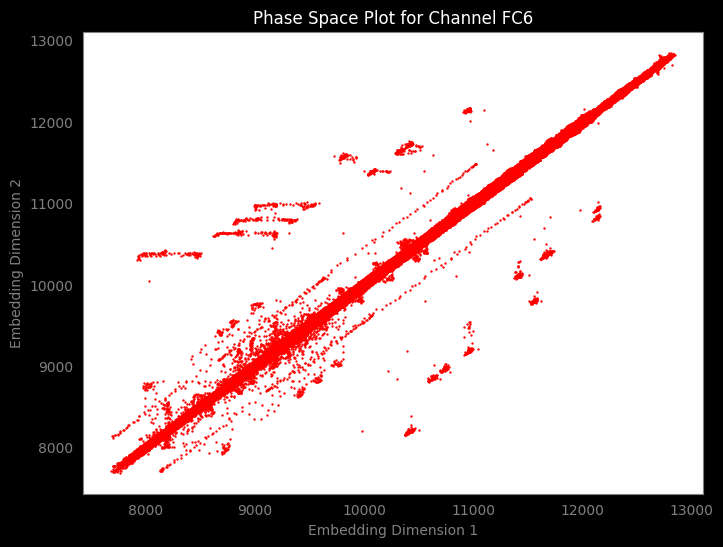 Phase Space Plot for Channel FC6
13000
12000
11000
10000
9000
8000
Embedding Dimension 2
8000 9000 10000 11000 12000 13000
Embedding Dimension 1